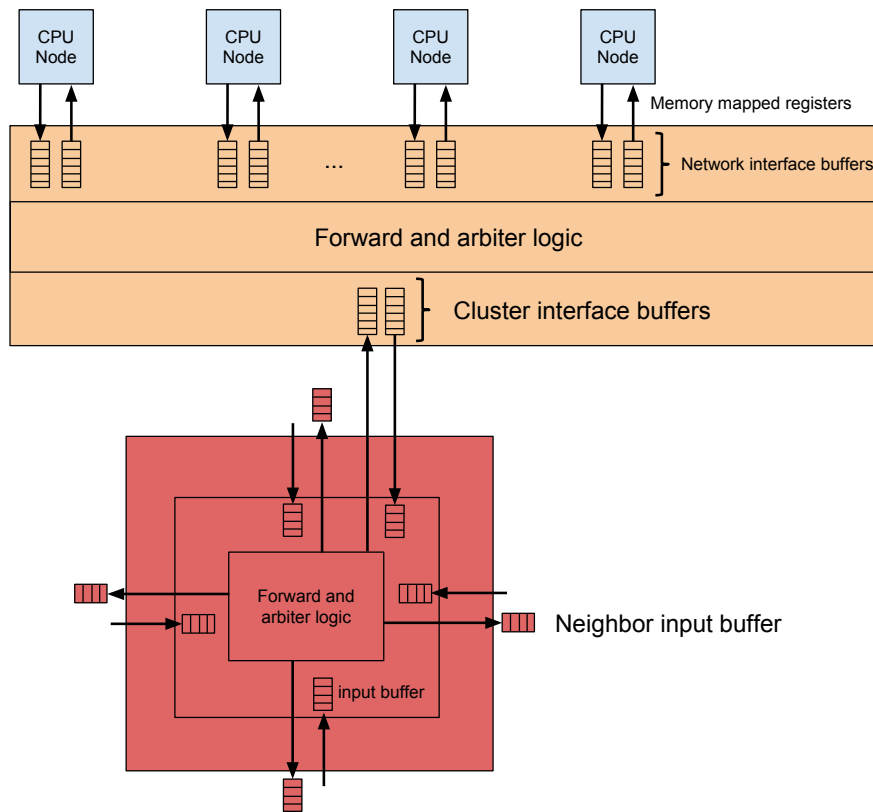 CPU
Node
CPU
Node
CPU
Node
CPU
Node
Memory mapped registers
...
Network interface buffers
Forward and arbiter logic
Cluster interface buffers
Forward and
arbiter logic
Neighbor input buffer
input buffer